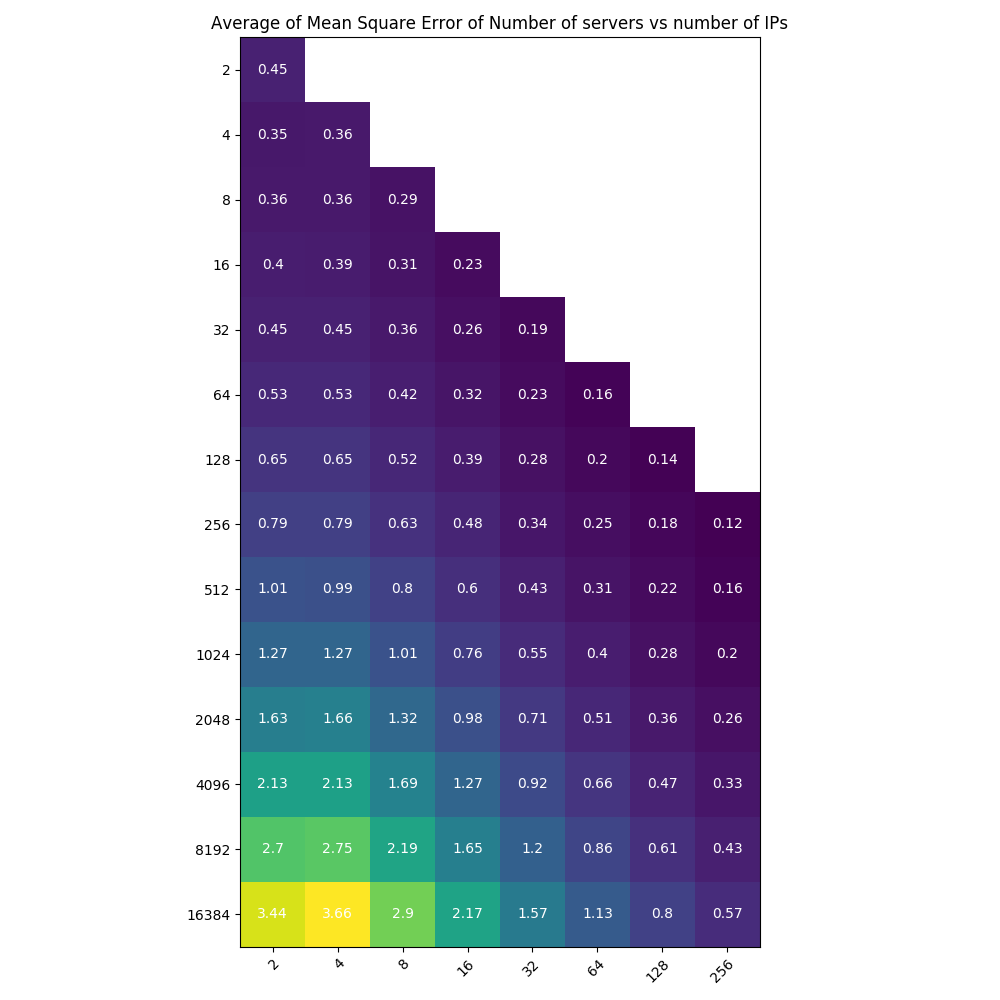 Average of Mean Square Error of Number of servers vs number of IPs
2 0.45
4 0.35 0.36
8 0.36 0.36 0.29
16 0.4 0.39 0.31 0.23
32 0.45 0.45 0.36 0.26 0.19
64 0.53 0.53 0.42 0.32 0.23 0.16
128 0.65 0.65 0.52 0.39 0.28 0.2 0.14
256 0.79 0.79 0.63 0.48 0.34 0.25 0.18 0.12
512 1.01 0.99 0.8 0.6 0.43 0.31 0.22 0.16
1024 1.27 1.27 1.01 0.76 0.55 0.4 0.28 0.2
2048 1.63 1.66 1.32 0.98 0.71 0.51 0.36 0.26
4096 2.13 2.13 1.69 1.27 0.92 0.66 0.47 0.33
8192 2.7 2.75 2.19 1.65 1.2 0.86 0.61 0.43
16384 3.44 3.66 2.9 2.17 1.57 1.13 0.8 0.57
2 4 8 16 32 64 128 256